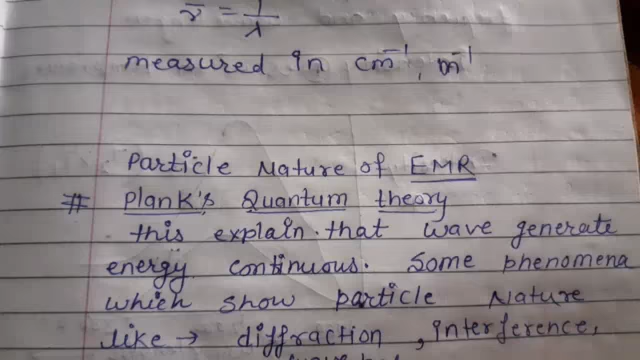 ν̅ = 1/λ
measured in cm⁻¹, m⁻¹
Particle Nature of EMR
# Plank's Quantum theory
this explain that wave generate
energy continuous. Some phenomena
which show particle Nature
like → diffraction, interference,